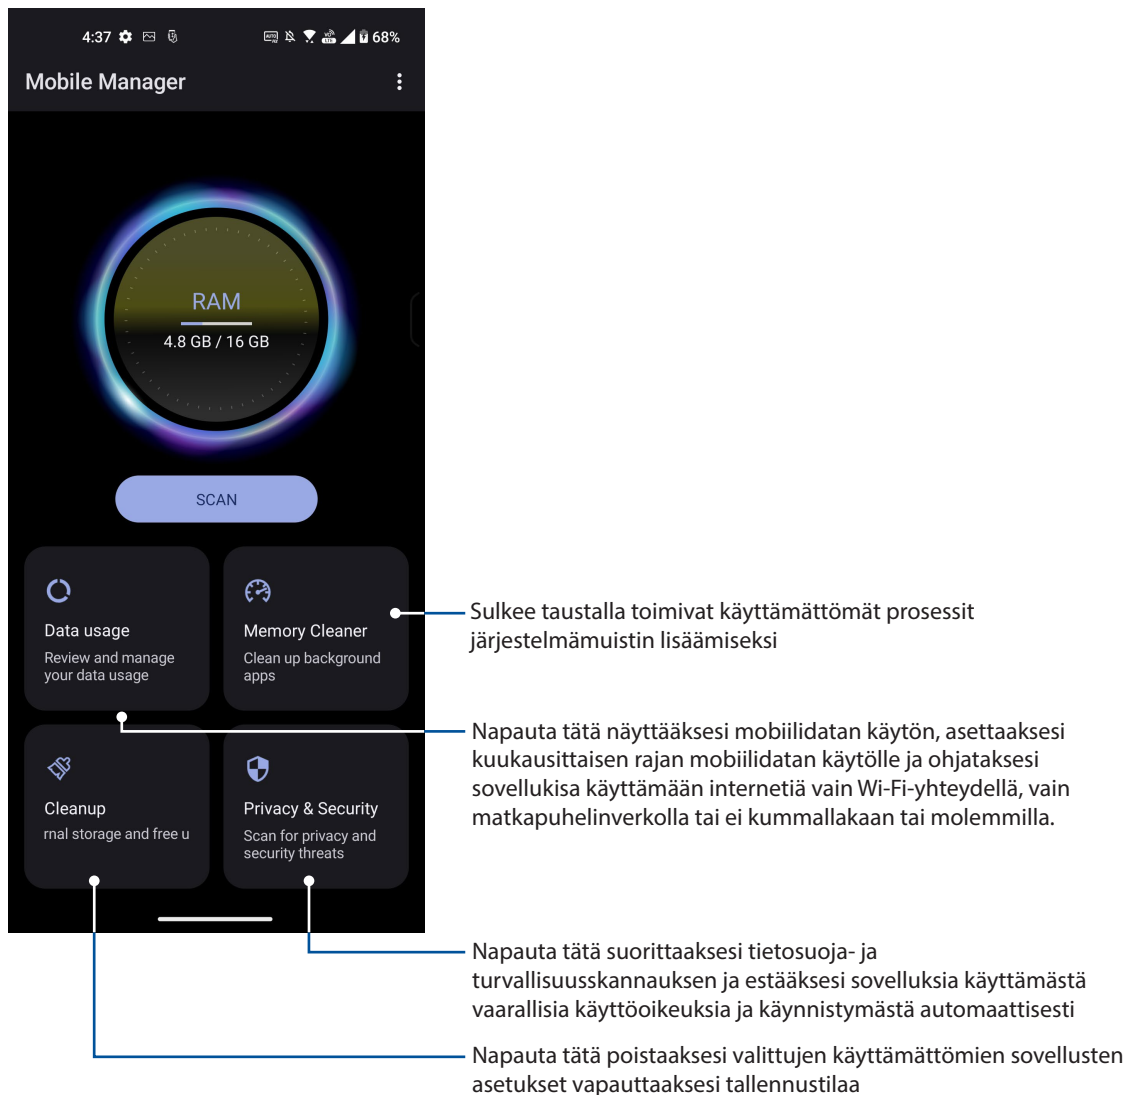 4:37
68%
Mobile Manager
RAM
4.8 GB / 16 GB
SCAN
Data usage
Review and manage
your data usage
Memory Cleaner
Clean up background
apps
Cleanup
rnal storage and free u
Privacy & Security
Scan for privacy and
security threats
Sulkee taustalla toimivat käyttämättömät prosessit
järjestelmämuistin lisäämiseksi
Napauta tätä näyttääksesi mobiilidatan käytön, asettaaksesi
kuukausittaisen rajan mobiilidatan käytölle ja ohjataksesi
sovellukisa käyttämään internetiä vain Wi-Fi-yhteydellä, vain
matkapuhelinverkolla tai ei kummallakaan tai molemmilla.
Napauta tätä suorittaaksesi tietosuoja- ja
turvallisuusskannauksen ja estääksesi sovelluksia käyttämästä
vaarallisia käyttöoikeuksia ja käynnistymästä automaattisesti
Napauta tätä poistaaksesi valittujen käyttämättömien sovellusten
asetukset vapauttaaksesi tallennustilaa